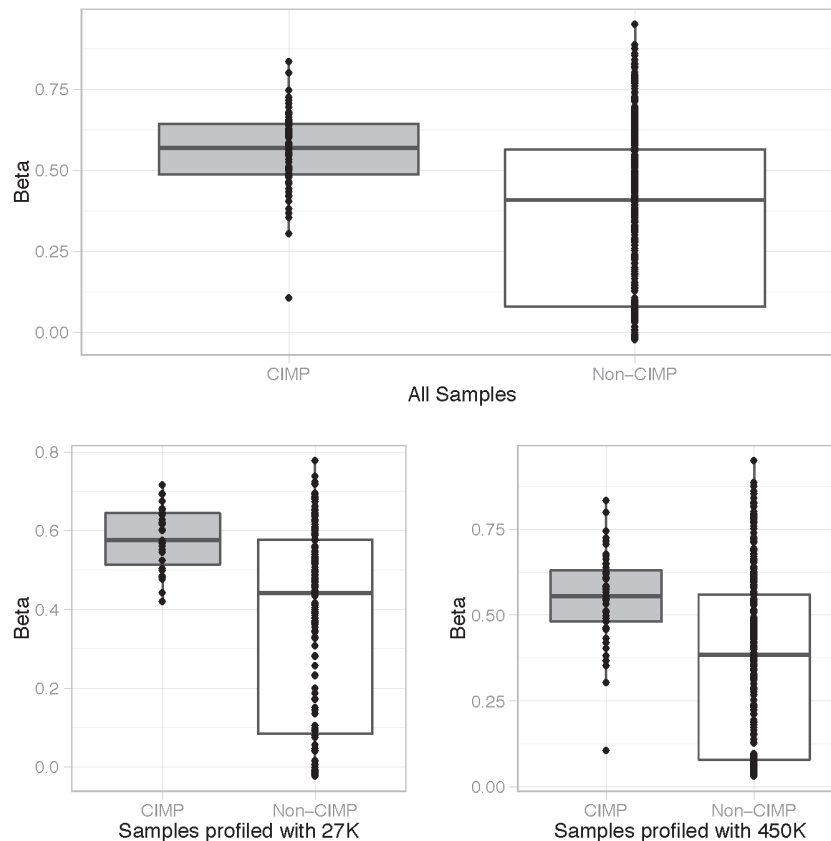 Beta
0.75
0.50
0.25
0.00
CIMP Non–CIMP
All Samples
Beta
0.8
0.6
0.4
0.2
0.0
CIMP Non–CIMP
Samples profiled with 27K
Beta
0.75
0.50
0.25
0.00
CIMP Non–CIMP
Samples profiled with 450K